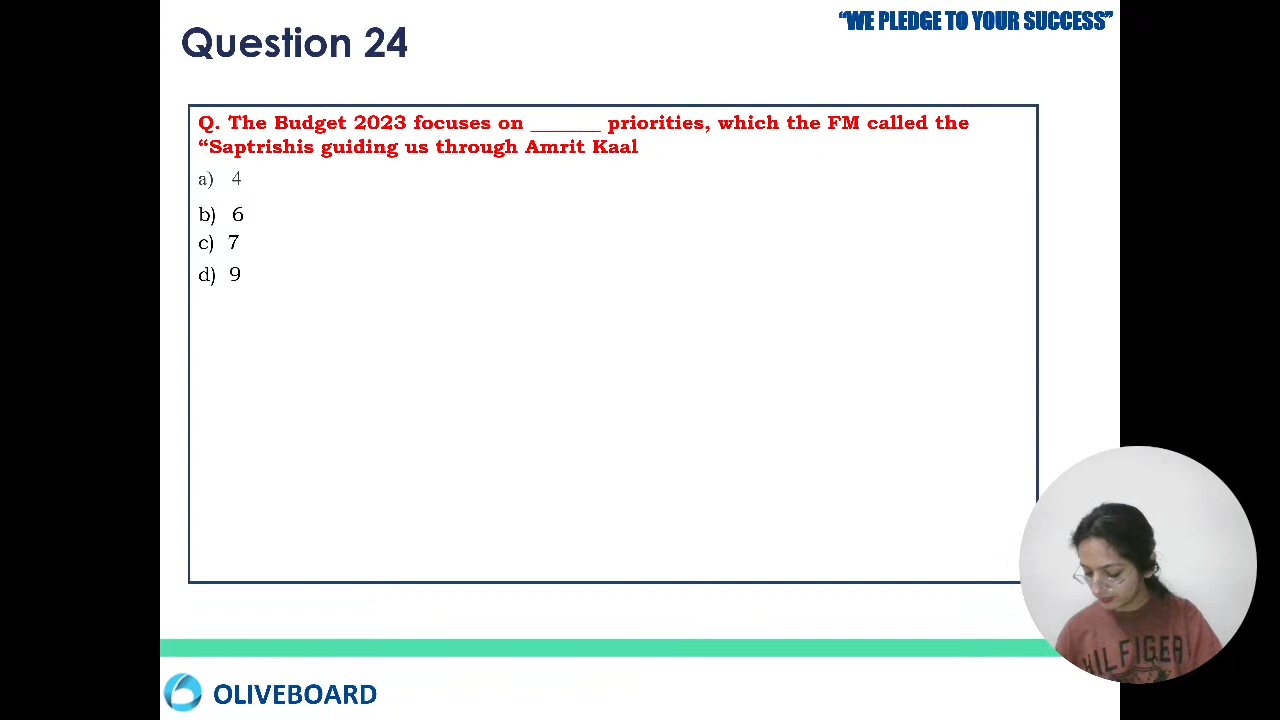 “WE PLEDGE TO YOUR SUCCESS”
Question 24
Q. The Budget 2023 focuses on _______ priorities, which the FM called the
“Saptrishis guiding us through Amrit Kaal
a) 4
b) 6
c) 7
d) 9
HILFIGER
OLIVEBOARD